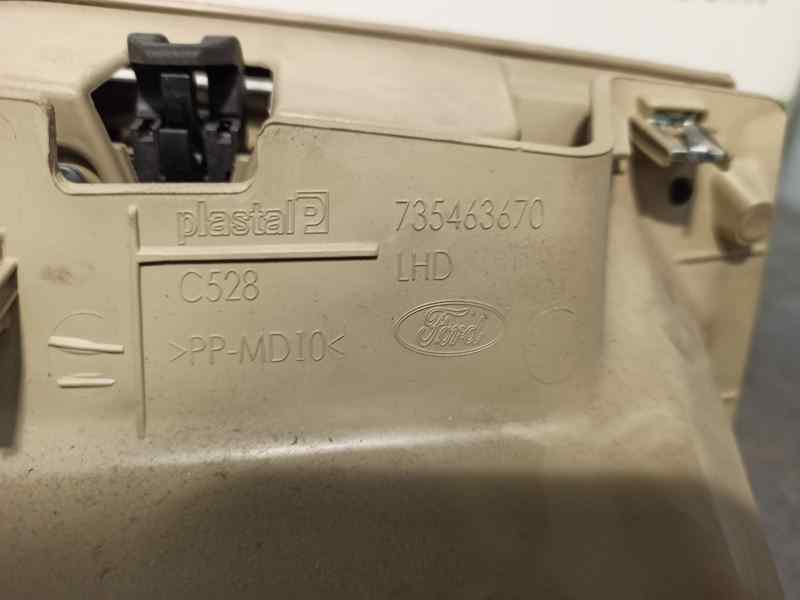 plastal P
735463670
C528
LHD
>PP-MD10<
Ford